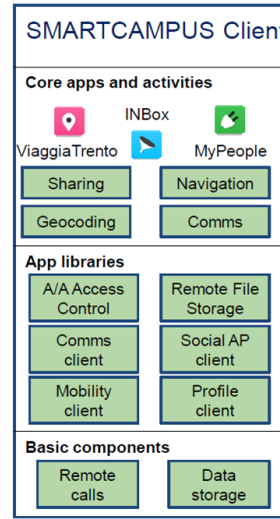 SMARTCAMPUS Client
Core apps and activities
INBox
ViaggiaTrento
MyPeople
Sharing
Navigation
Geocoding
Comms
App libraries
A/A Access
Control
Remote File
Storage
Comms
client
Social AP
client
Mobility
client
Profile
client
Basic components
Remote
calls
Data
storage